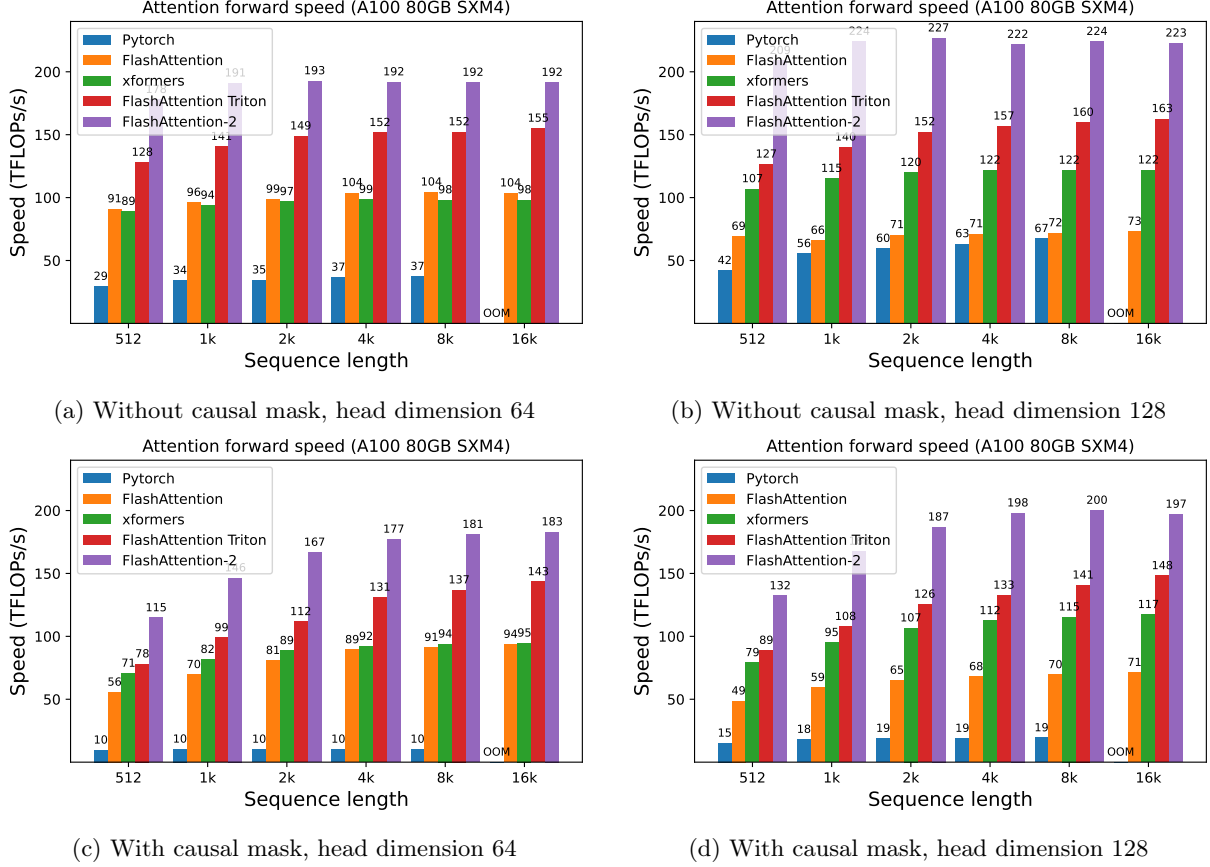 Attention forward speed (A100 80GB SXM4)
Pytorch
FlashAttention
xformers
FlashAttention Triton
FlashAttention-2
Speed (TFLOPs/s)
200
150
100
50
29 91 89 128 178
34 96 94 141 191
35 99 97 149 193
37 104 99 152 192
37 104 98 152 192
OOM 104 98 155 192
512 1k 2k 4k 8k 16k
Sequence length
(a) Without causal mask, head dimension 64
Attention forward speed (A100 80GB SXM4)
Pytorch
FlashAttention
xformers
FlashAttention Triton
FlashAttention-2
Speed (TFLOPs/s)
200
150
100
50
42 69 107 127 209
56 66 115 140 224
60 71 120 152 227
63 71 122 157 222
67 72 122 160 224
OOM 73 122 163 223
512 1k 2k 4k 8k 16k
Sequence length
(b) Without causal mask, head dimension 128
Attention forward speed (A100 80GB SXM4)
Pytorch
FlashAttention
xformers
FlashAttention Triton
FlashAttention-2
Speed (TFLOPs/s)
200
150
100
50
10 56 71 78 115
10 70 82 99 146
10 81 89 112 167
10 89 92 131 177
10 91 94 137 181
OOM 94 95 143 183
512 1k 2k 4k 8k 16k
Sequence length
(c) With causal mask, head dimension 64
Attention forward speed (A100 80GB SXM4)
Pytorch
FlashAttention
xformers
FlashAttention Triton
FlashAttention-2
Speed (TFLOPs/s)
200
150
100
50
15 49 79 89 132
18 59 95 108
19 65 107 126 187
19 68 112 133 198
19 70 115 141 200
OOM 71 117 148 197
512 1k 2k 4k 8k 16k
Sequence length
(d) With causal mask, head dimension 128